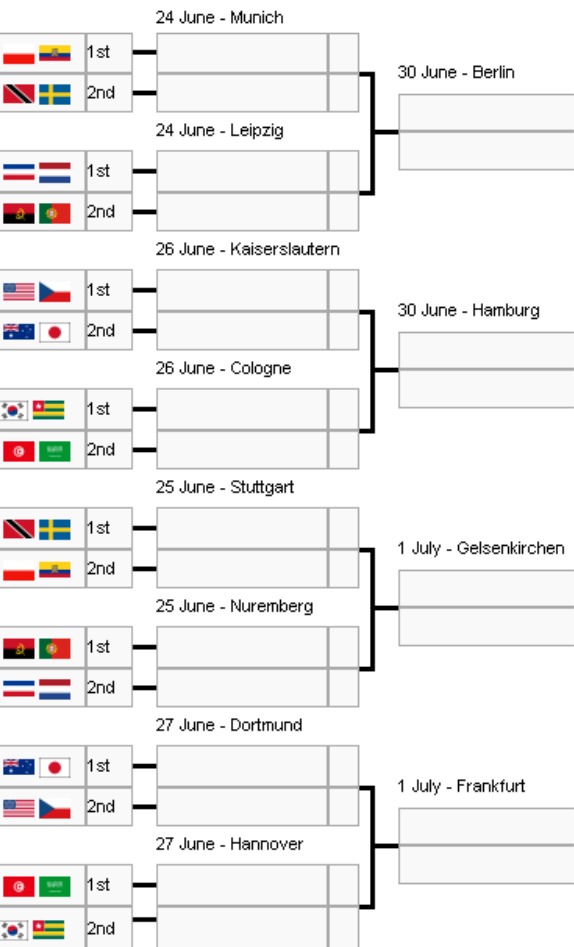 24 June - Munich
1st
2nd
30 June - Berlin
24 June - Leipzig
1st
2nd
26 June - Kaiserslautern
1st
2nd
30 June - Hamburg
26 June - Cologne
1st
2nd
25 June - Stuttgart
1st
2nd
1 July - Gelsenkirchen
25 June - Nuremberg
1st
2nd
27 June - Dortmund
1st
2nd
1 July - Frankfurt
27 June - Hannover
1st
2nd